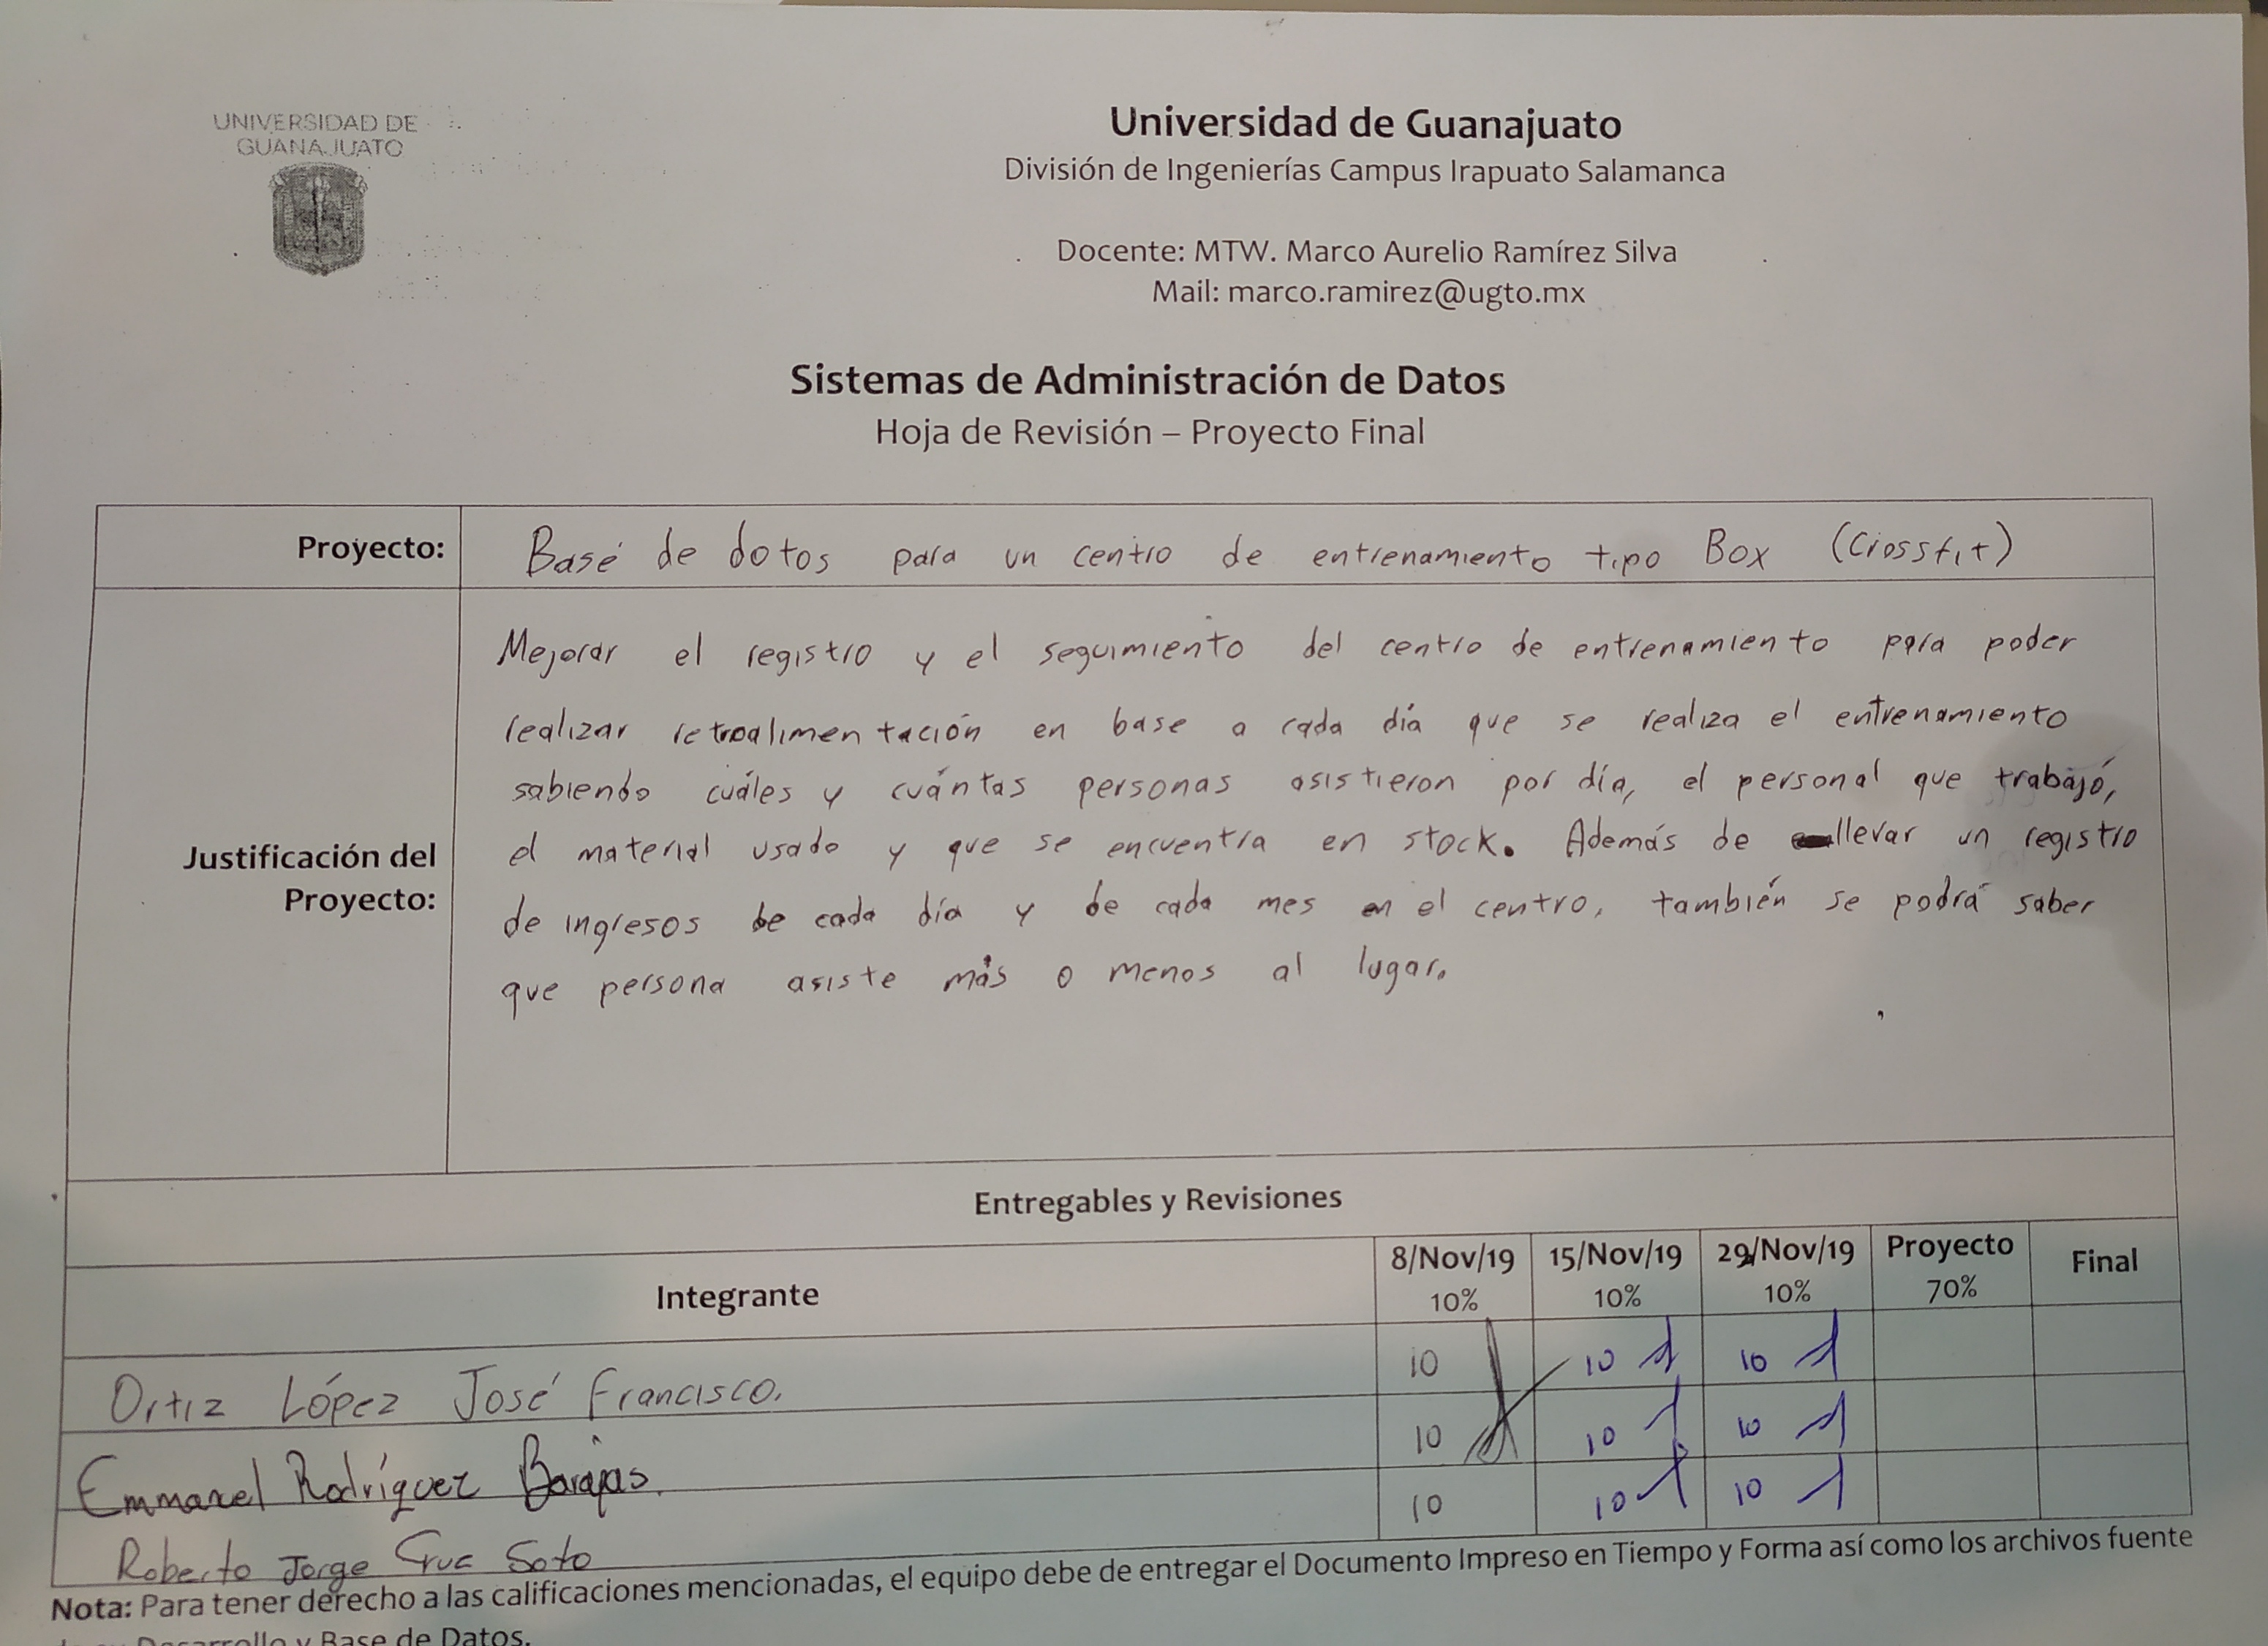 UNIVERSIDAD DE
GUANAJUATO
Universidad de Guanajuato
División de Ingenierías Campus Irapuato Salamanca
Docente: MTW. Marco Aurelio Ramírez Silva
Mail: marco.ramirez@ugto.mx
Sistemas de Administración de Datos
Hoja de Revisión – Proyecto Final
Proyecto: Base de datos para un centro de entrenamiento tipo Box (Crossfit)
Justificación del Proyecto:
Mejorar el registro y el seguimiento del centro de entrenamiento para poder
realizar retroalimentación en base a cada día que se realiza el entrenamiento
sabiendo cuáles y cuántas personas asistieron por día, el personal que trabajó,
el material usado y que se encuentra en stock. Además de llevar un registro
de ingresos de cada día y de cada mes en el centro, también se podrá saber
que persona asiste más o menos al lugar.
Entregables y Revisiones
Integrante 8/Nov/19 10% 15/Nov/19 10% 29/Nov/19 10% Proyecto 70% Final
Ortiz López José Francisco. 10 10 10
Emmanuel Rodríguez Barajas. 10 10 10
Roberto Jorge Cruz Soto 10 10 10
Nota: Para tener derecho a las calificaciones mencionadas, el equipo debe de entregar el Documento Impreso en Tiempo y Forma así como los archivos fuente
de su Desarrollo y Base de Datos.